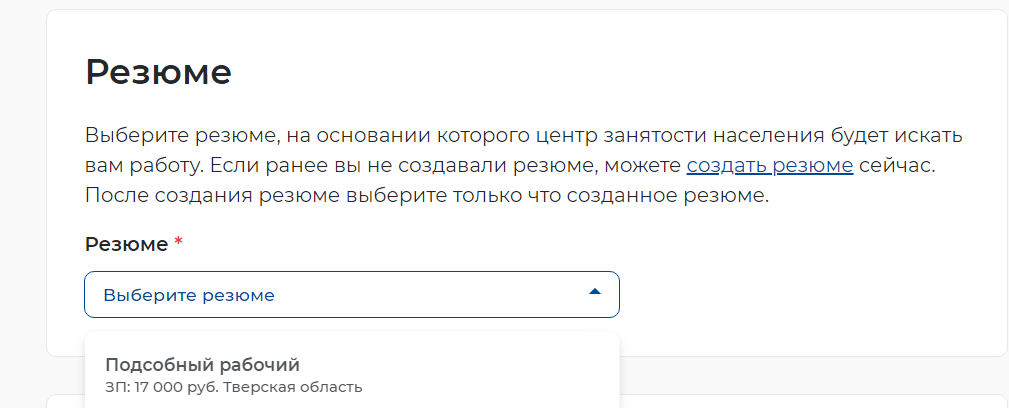 Резюме
Выберите резюме, на основании которого центр занятости населения будет искать
вам работу. Если ранее вы не создавали резюме, можете создать резюме сейчас.
После создания резюме выберите только что созданное резюме.
Резюме *
Выберите резюме
Подсобный рабочий
ЗП: 17 000 руб. Тверская область